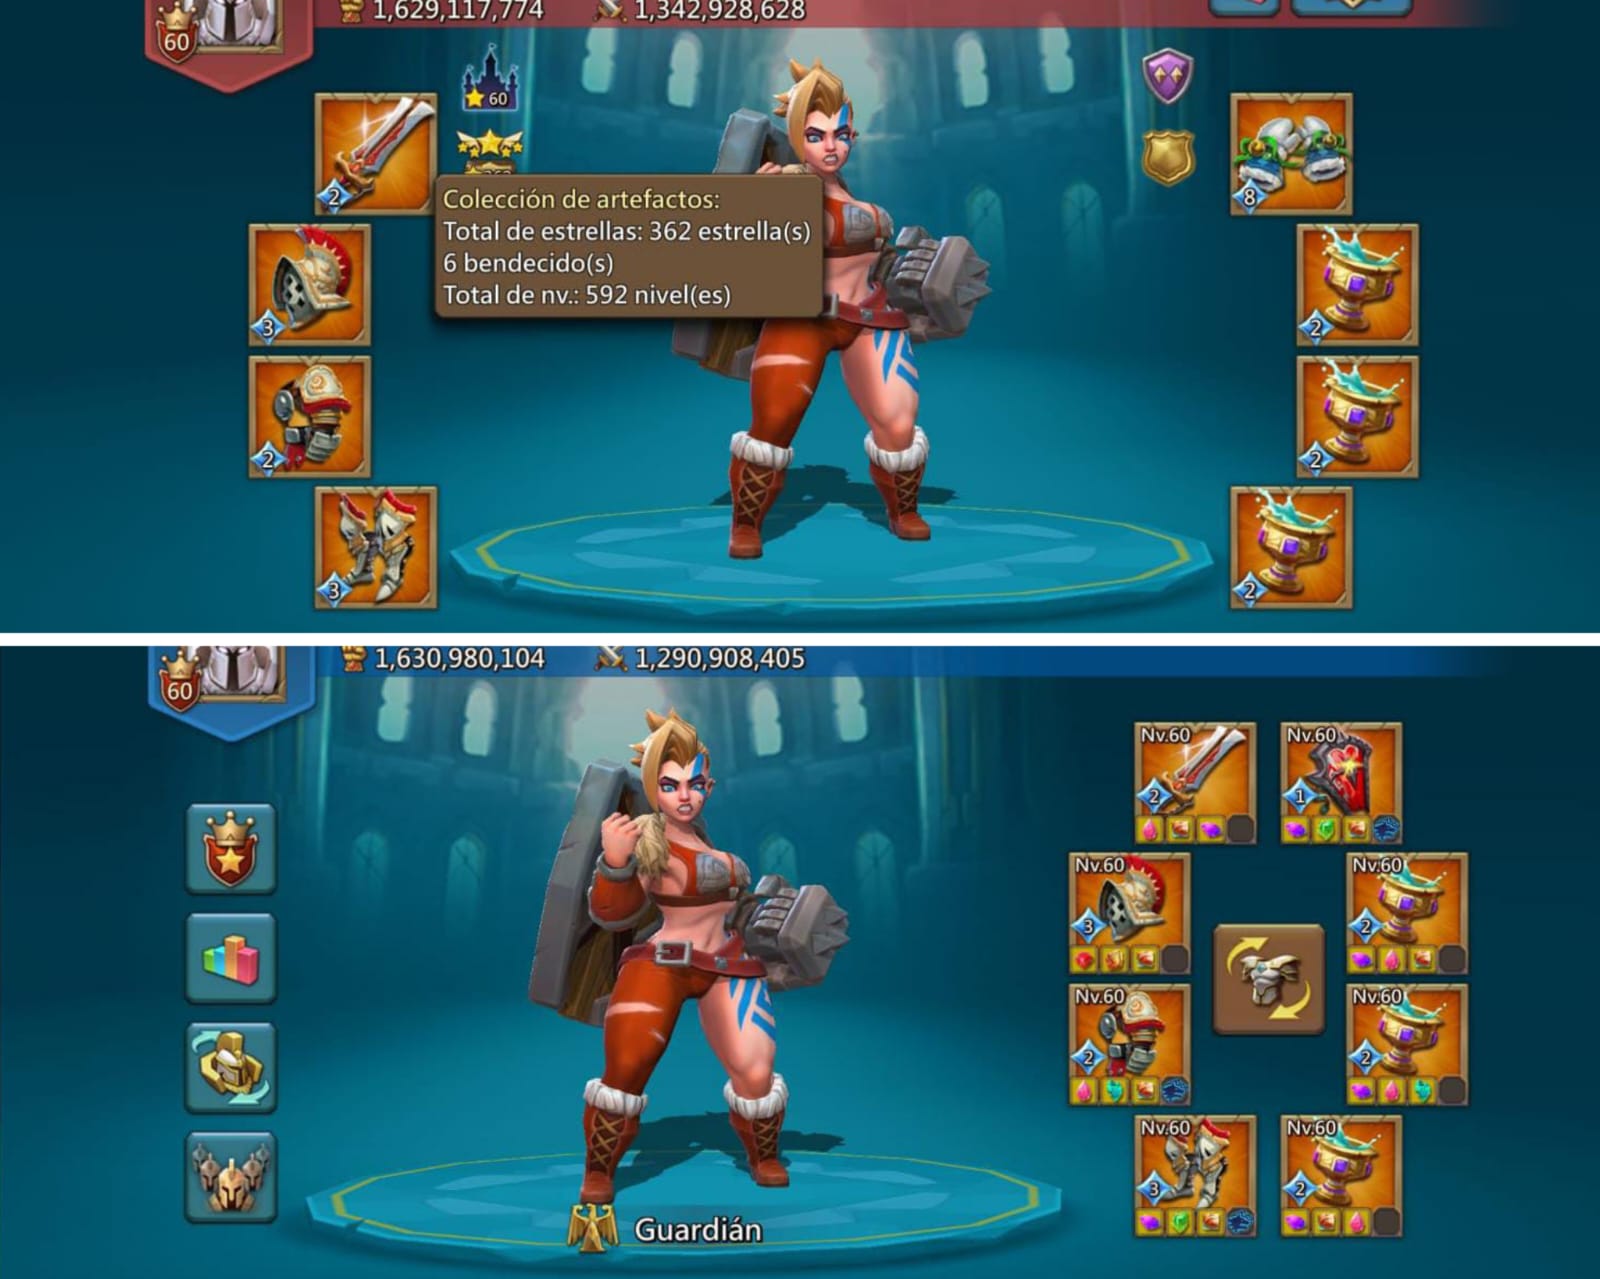 1,629,117,774
1,342,928,628
60
60
2
8
Colección de artefactos:
Total de estrellas: 362 estrella(s)
6 bendecido(s)
Total de nv.: 592 nivel(es)
3
2
2
2
3
2
1,630,980,104
1,290,908,405
60
Nv.60
2
Nv.60
1
Nv.60
3
Nv.60
2
Nv.60
2
Nv.60
2
Nv.60
3
Nv.60
2
Guardián